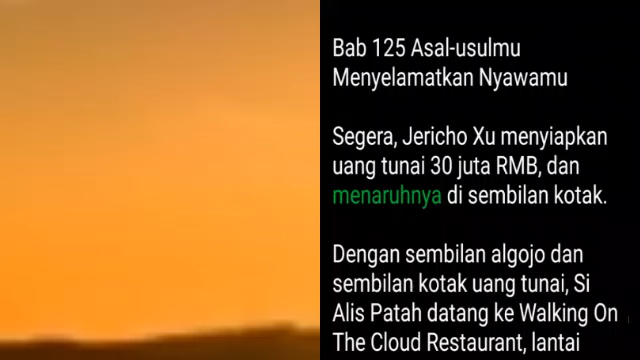 Bab 125 Asal-usulmu
Menyelamatkan Nyawamu
Segera, Jericho Xu menyiapkan
uang tunai 30 juta RMB, dan
menaruhnya di sembilan kotak.
Dengan sembilan algojo dan
sembilan kotak uang tunai, Si
Alis Patah datang ke Walking On
The Cloud Restaurant, lantai